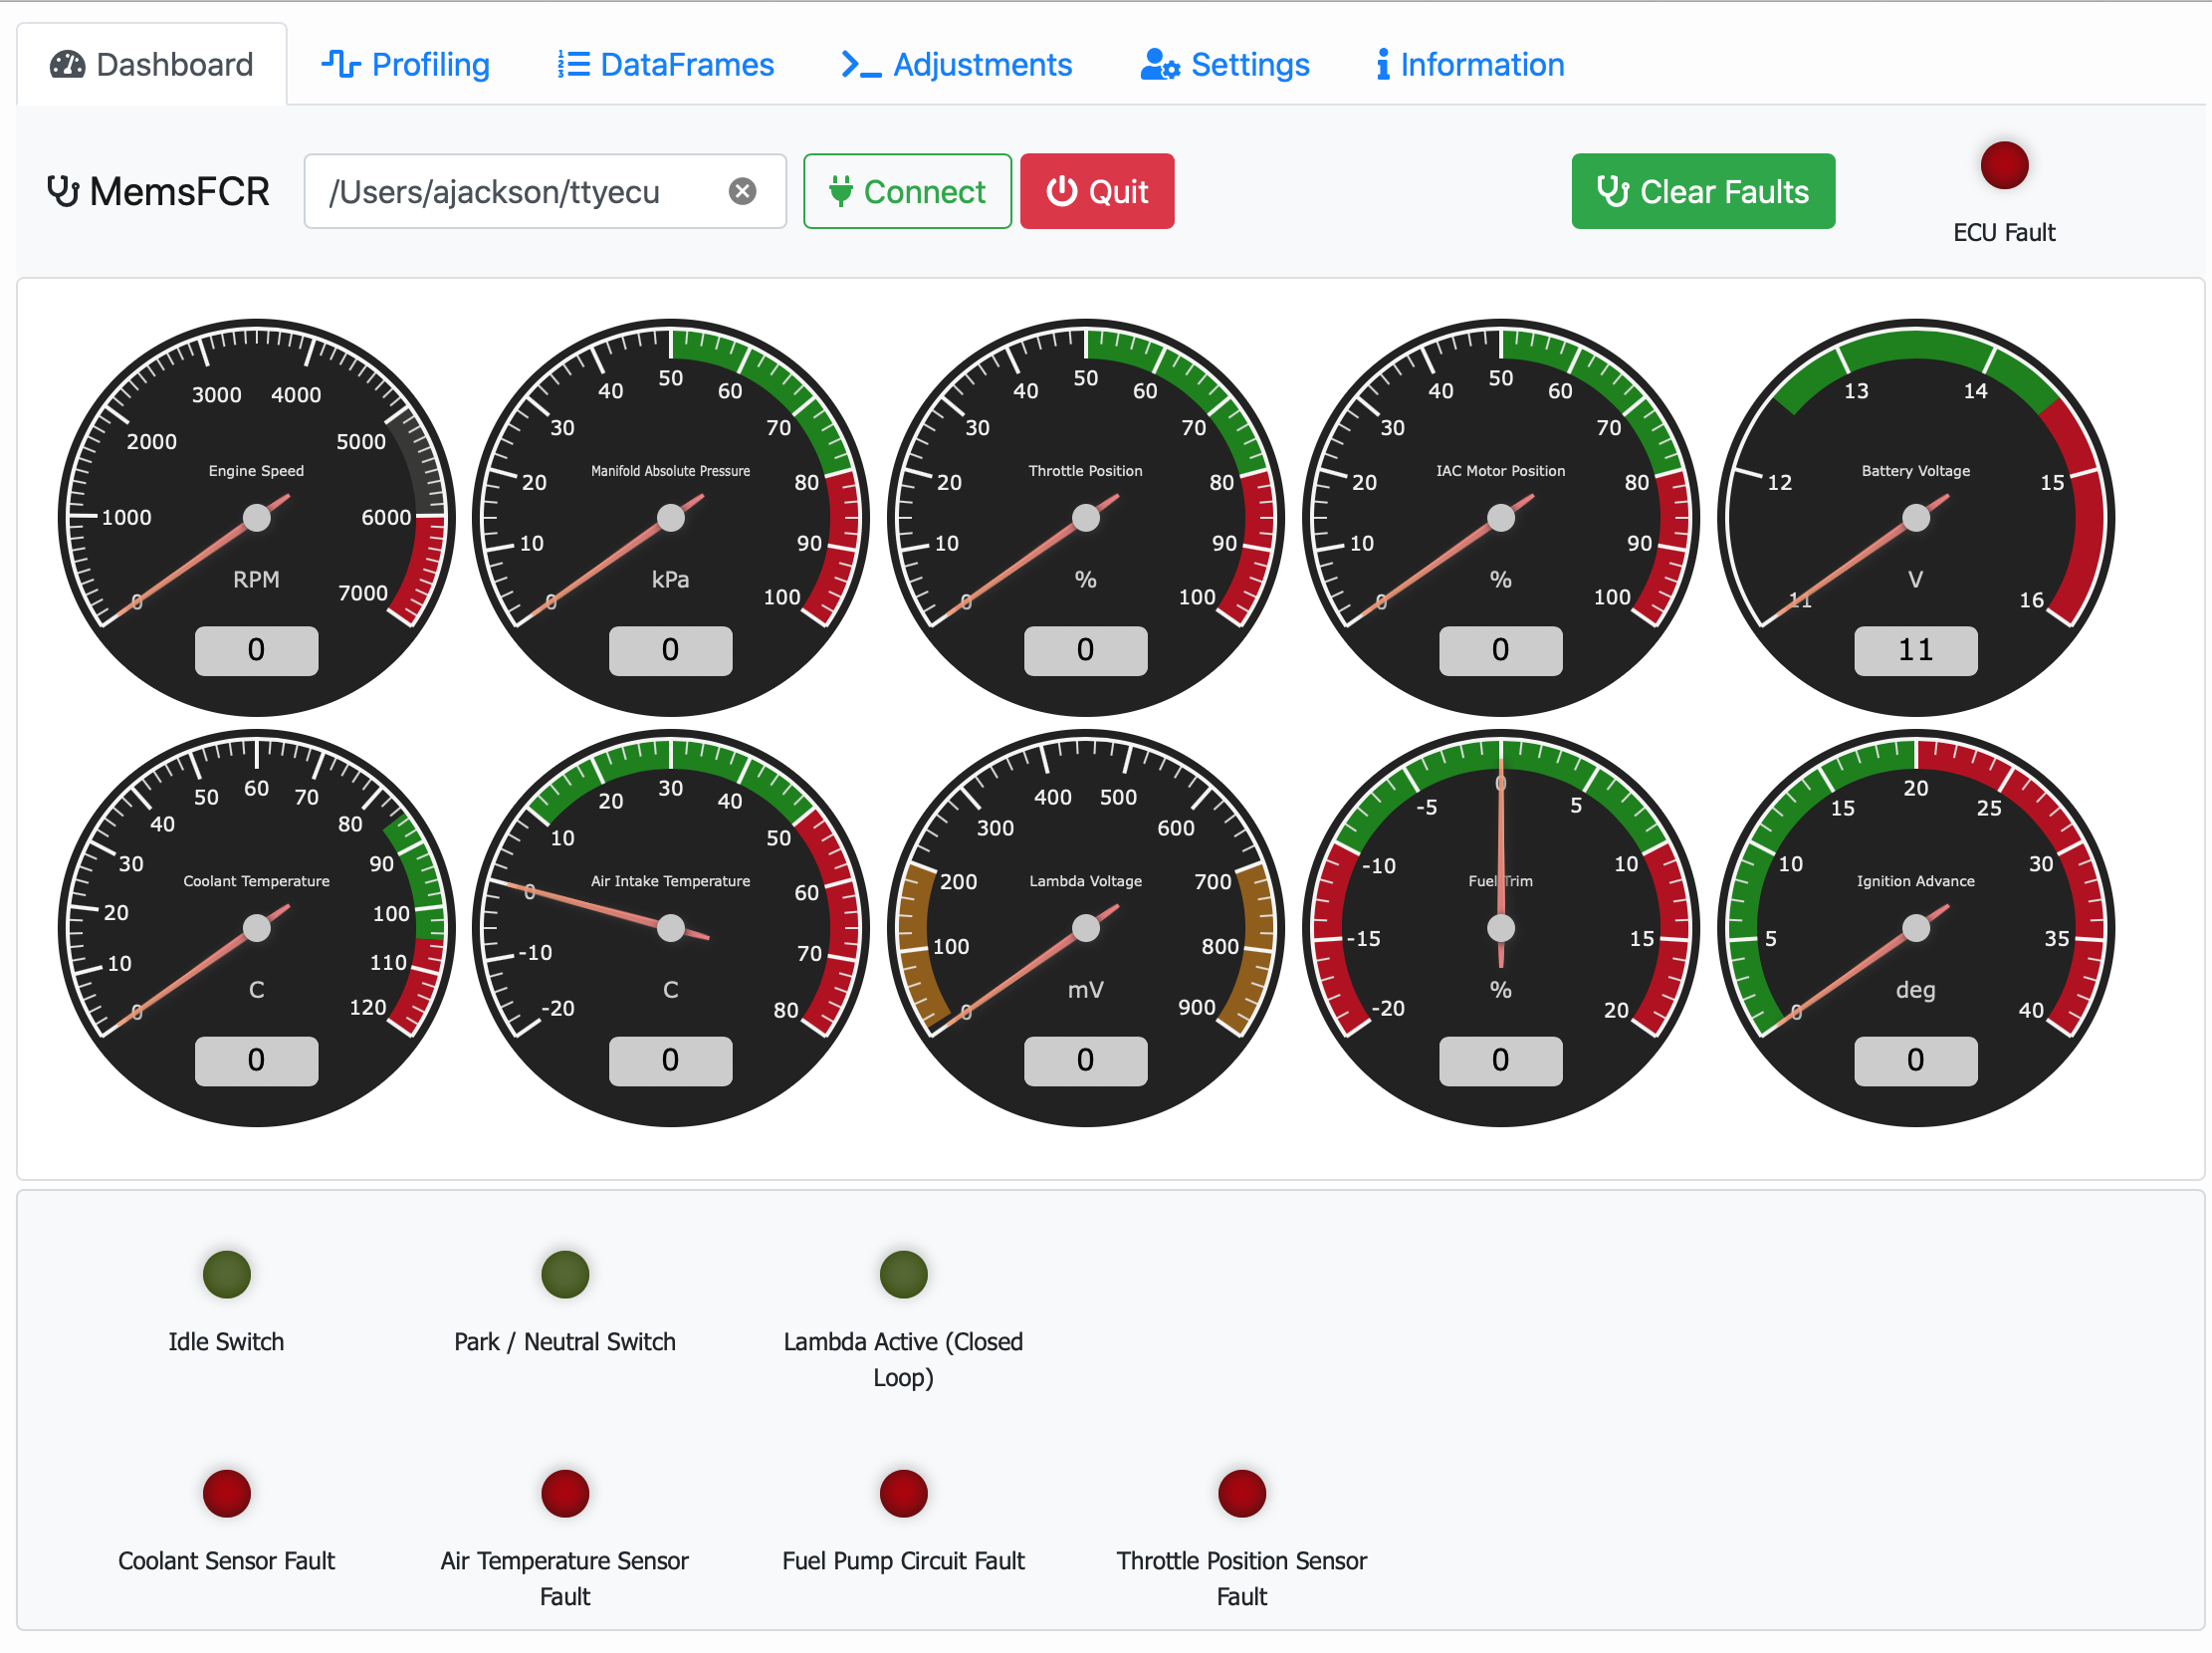 Dashboard Profiling DataFrames Adjustments Settings Information
MemsFCR /Users/ajackson/ttyecu Connect Quit Clear Faults
ECU Fault
0 1000 2000 3000 4000 5000 6000 7000
Engine Speed
RPM
0
0 10 20 30 40 50 60 70 80 90 100
Manifold Absolute Pressure
kPa
0
0 10 20 30 40 50 60 70 80 90 100
Throttle Position
%
0
0 10 20 30 40 50 60 70 80 90 100
IAC Motor Position
%
0
11 12 13 14 15 16
Battery Voltage
V
11
0 10 20 30 40 50 60 70 80 90 100 110 120
Coolant Temperature
C
0
-20 -10 0 10 20 30 40 50 60 70 80
Air Intake Temperature
C
0
0 100 200 300 400 500 600 700 800 900
Lambda Voltage
mV
0
-20 -15 -10 -5 0 5 10 15 20
Fuel Trim
%
0
0 5 10 15 20 25 30 35 40
Ignition Advance
deg
0
Idle Switch
Park / Neutral Switch
Lambda Active (Closed
Loop)
Coolant Sensor Fault
Air Temperature Sensor
Fault
Fuel Pump Circuit Fault
Throttle Position Sensor
Fault